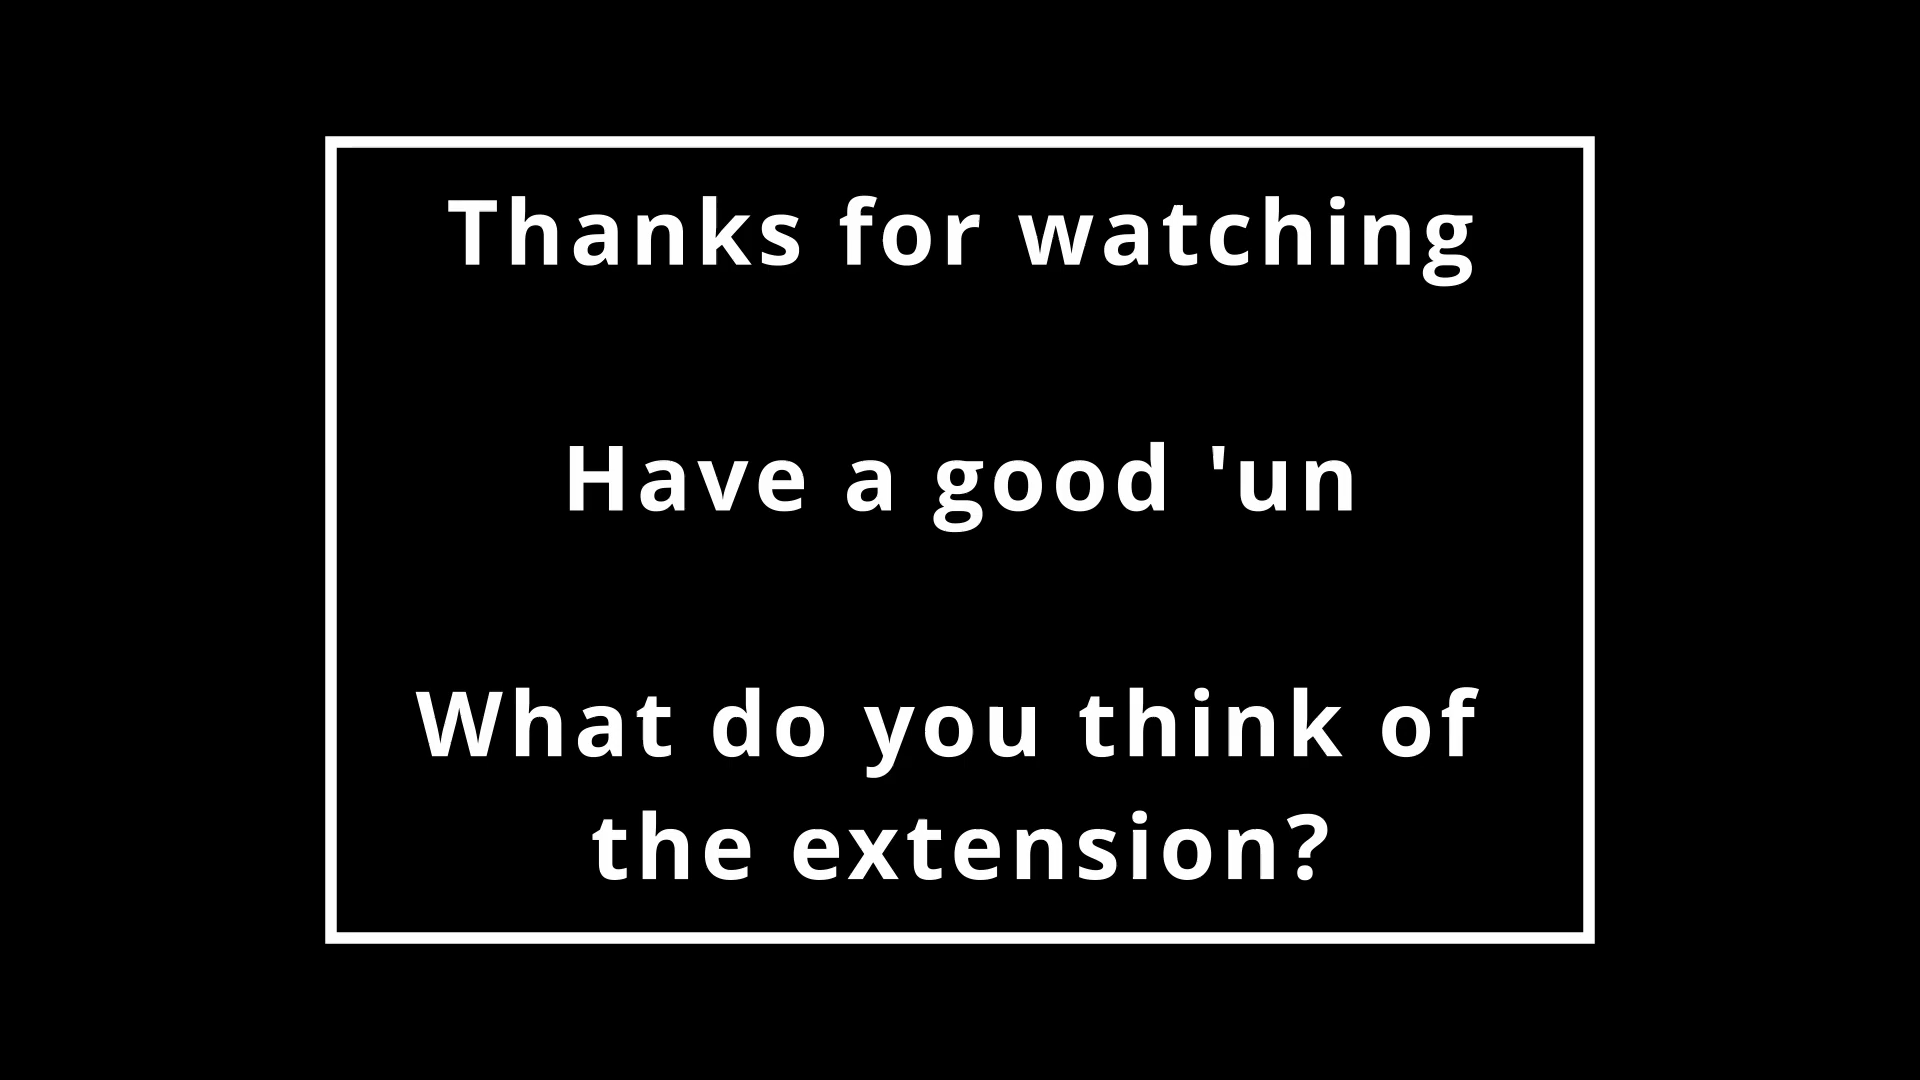 Thanks for watching
Have a good 'un
What do you think of
the extension?